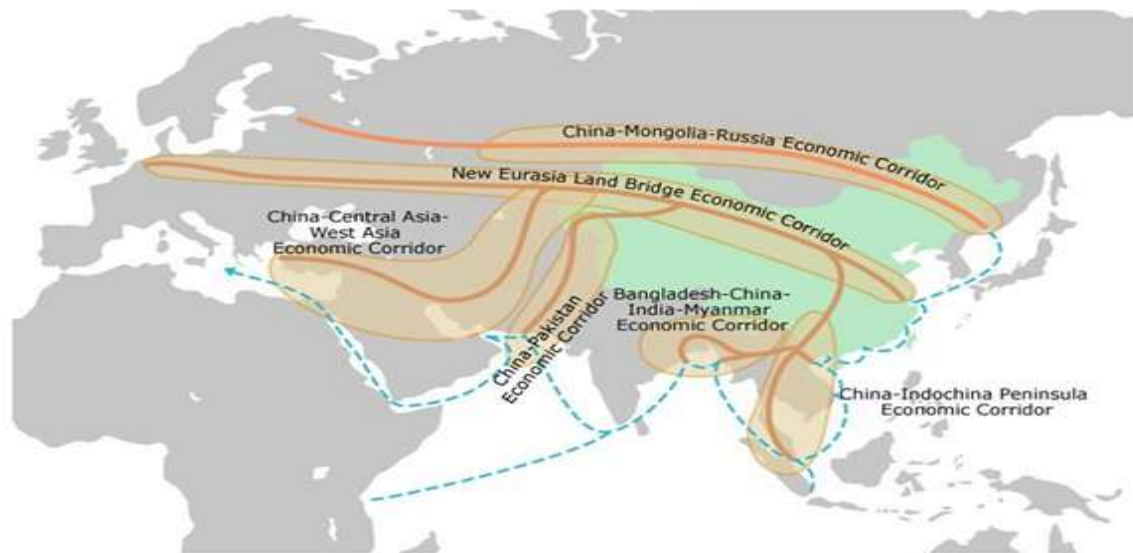 China-Mongolia-Russia Economic Corridor
New Eurasia Land Bridge Economic Corridor
China-Central Asia-
West Asia
Economic Corridor
China-Pakistan
Economic Corridor
Bangladesh-China-
India-Myanmar
Economic Corridor
China-Indochina Peninsula
Economic Corridor